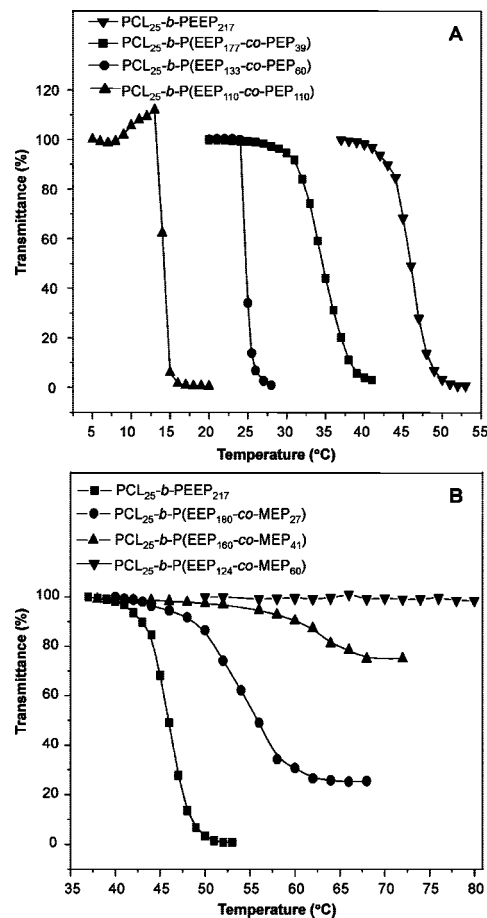 A
PCL25-b-PEEP217
PCL25-b-P(EEP177-co-PEP39)
PCL25-b-P(EEP133-co-PEP60)
PCL25-b-P(EEP110-co-PEP110)
Transmittance (%)
120
100
80
60
40
20
0
5 10 15 20 25 30 35 40 45 50 55
Temperature (°C)
B
PCL25-b-PEEP217
PCL25-b-P(EEP180-co-MEP27)
PCL25-b-P(EEP160-co-MEP41)
PCL25-b-P(EEP124-co-MEP60)
Transmittance (%)
100
80
60
40
20
0
35 40 45 50 55 60 65 70 75 80
Temperature (°C)